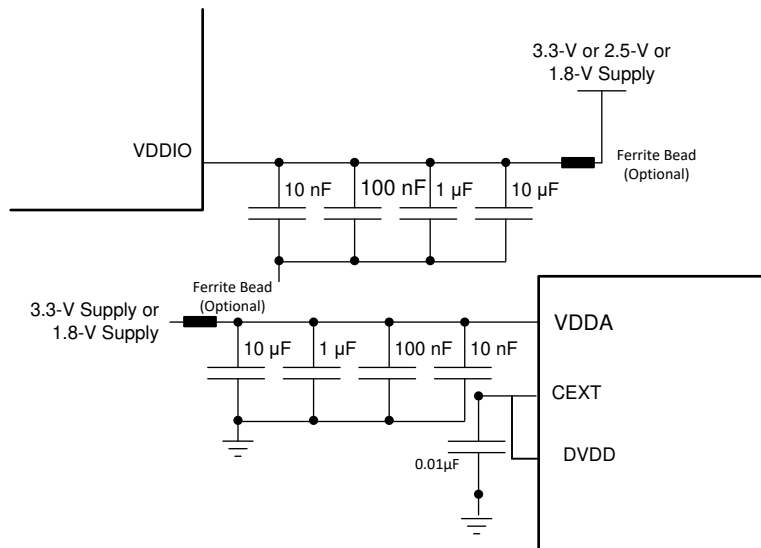 3.3-V or 2.5-V or
1.8-V Supply
VDDIO
Ferrite Bead
(Optional)
10 nF
100 nF
1 µF
10 µF
Ferrite Bead
(Optional)
3.3-V Supply or
1.8-V Supply
VDDA
10 µF
1 µF
100 nF
10 nF
CEXT
0.01µF
DVDD